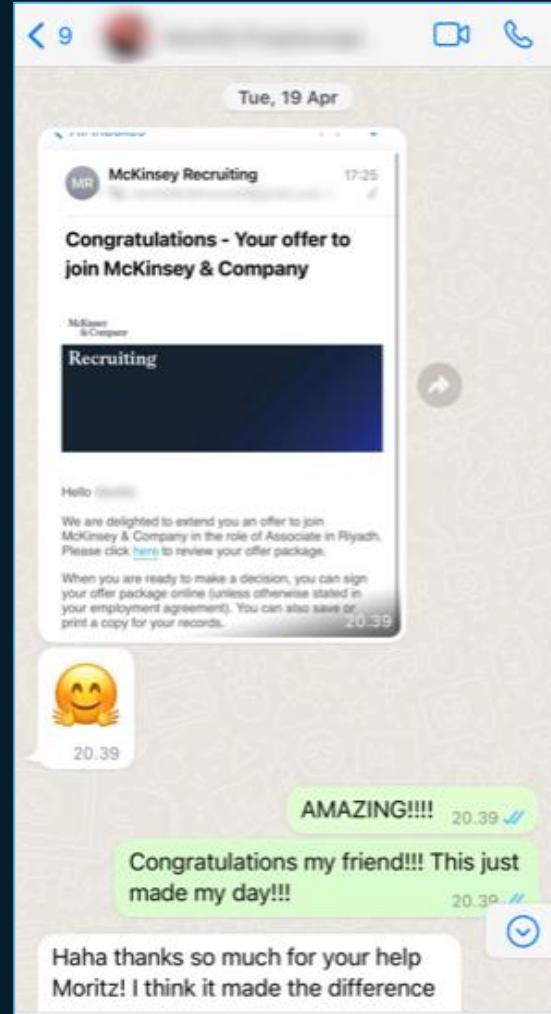 9
Tue, 19 Apr
MR
McKinsey Recruiting
17:25
Congratulations - Your offer to
join McKinsey & Company
McKinsey
& Company
Recruiting
Hello
We are delighted to extend you an offer to join
McKinsey & Company in the role of Associate in Riyadh.
Please click here to review your offer package.
When you are ready to make a decision, you can sign
your offer package online (unless otherwise stated in
your employment agreement). You can also save or
print a copy for your records.
20.39
20.39
AMAZING!!!!
20.39
Congratulations my friend!!! This just
made my day!!!
20.39
Haha thanks so much for your help
Moritz! I think it made the difference